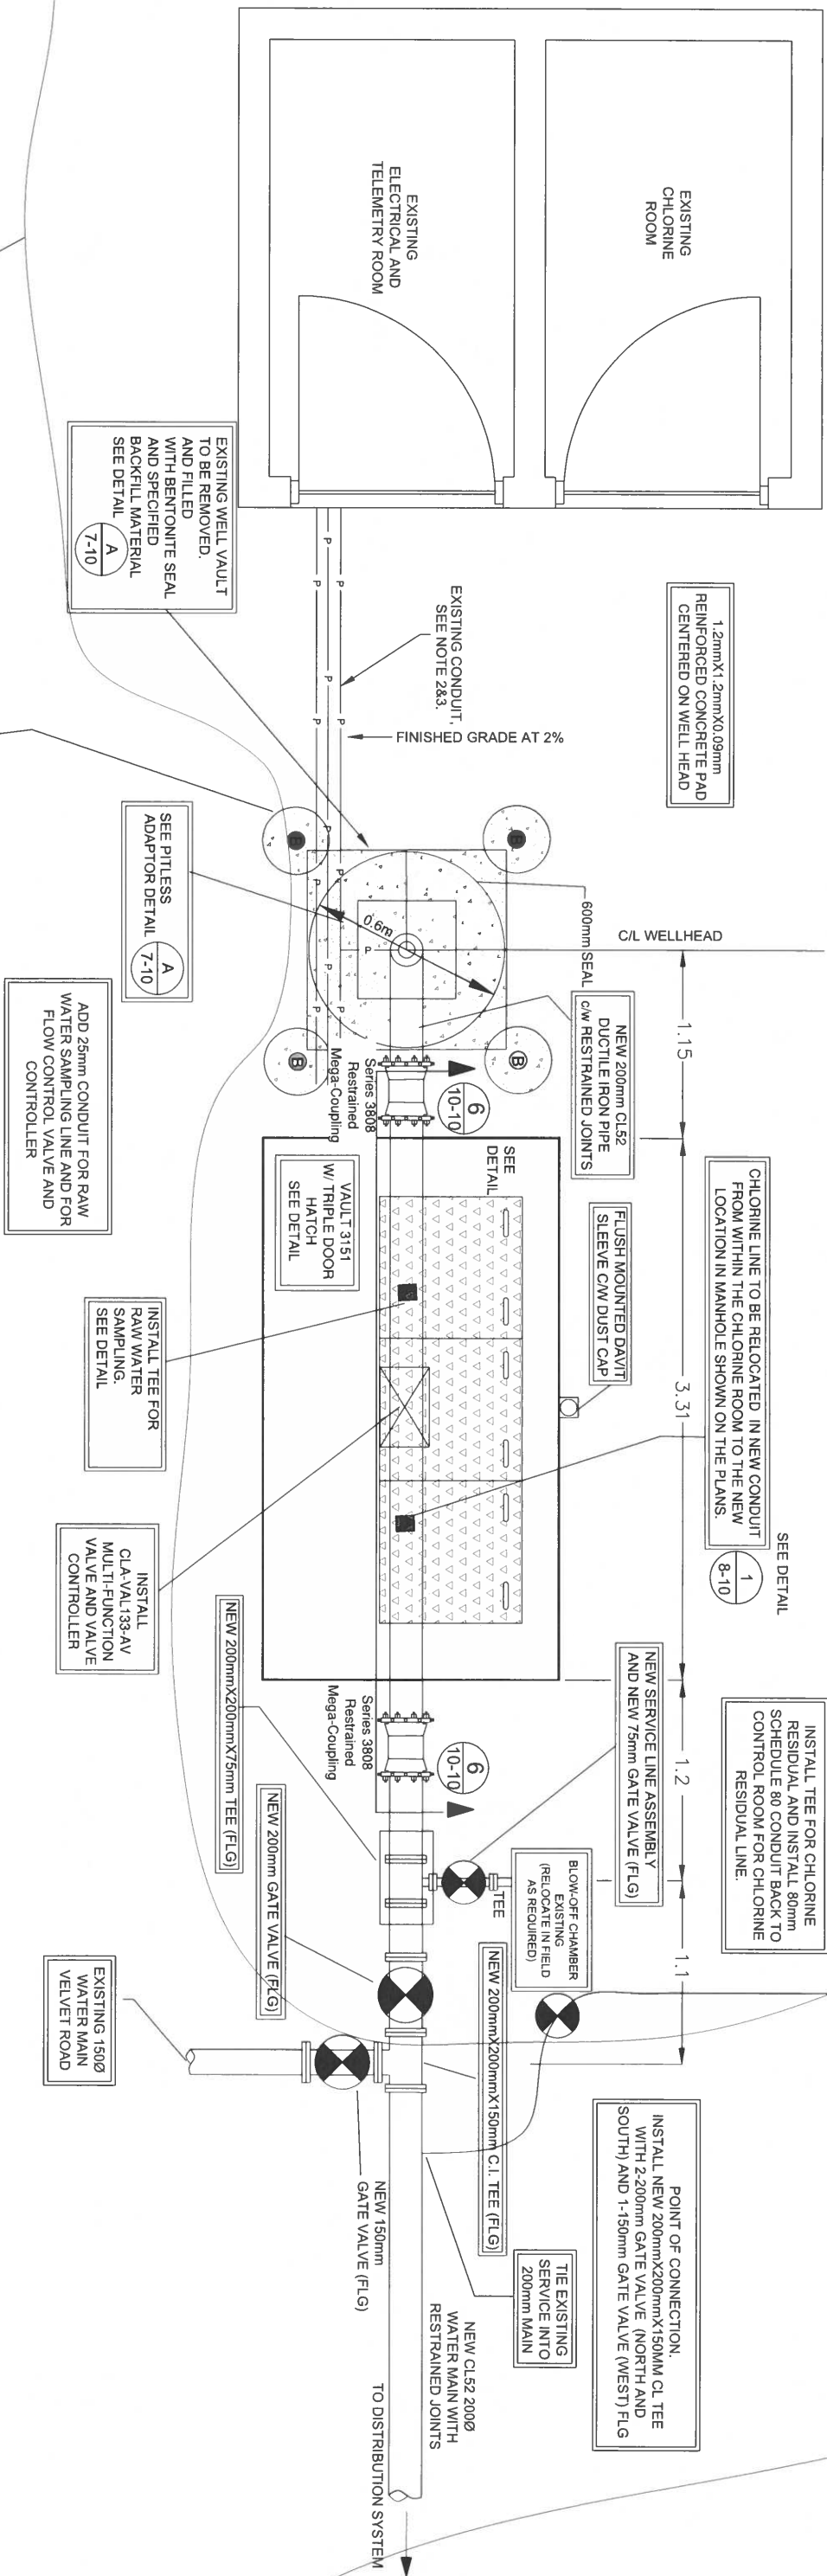 EXISTING
CHLORINE
ROOM
EXISTING
ELECTRICAL AND
TELEMETRY ROOM
1.2mmX1.2mmX0.09mm
REINFORCED CONCRETE PAD
CENTERED ON WELL HEAD
EXISTING CONDUIT,
SEE NOTE 2&3.
FINISHED GRADE AT 2%
P
P
P
P
P
P
P
P
P
P
P
EXISTING WELL VAULT
TO BE REMOVED.
AND FILLED
WITH BENTONITE SEAL
AND SPECIFIED
BACKFILL MATERIAL
SEE DETAIL
A
7-10
SEE PITLESS
ADAPTOR DETAIL
A
7-10
B
B
B
B
0.6m
600mm SEAL
C/L WELLHEAD
1.15
3.31
1.2
1.1
NEW 200mm CL52
DUCTILE IRON PIPE
c/w RESTRAINED JOINTS
Series 3808
Restrained
Mega-Coupling
6
10-10
ADD 25mm CONDUIT FOR RAW
WATER SAMPLING LINE AND FOR
FLOW CONTROL VALVE AND
CONTROLLER
SEE
DETAIL
VAULT 3151
W/ TRIPLE DOOR
HATCH
SEE DETAIL
FLUSH MOUNTED DAVIT
SLEEVE C/W DUST CAP
CHLORINE LINE TO BE RELOCATED IN NEW CONDUIT
FROM WITHIN THE CHLORINE ROOM TO THE NEW
LOCATION IN MANHOLE SHOWN ON THE PLANS.
SEE DETAIL
1
8-10
INSTALL TEE FOR
RAW WATER
SAMPLING.
SEE DETAIL
INSTALL
CLA-VAL133-AV
MULTI-FUNCTION
VALVE AND VALVE
CONTROLLER
INSTALL TEE FOR CHLORINE
RESIDUAL AND INSTALL 80mm
SCHEDULE 80 CONDUIT BACK TO
CONTROL ROOM FOR CHLORINE
RESIDUAL LINE.
NEW SERVICE LINE ASSEMBLY
AND NEW 75mm GATE VALVE (FLG)
Series 3808
Restrained
Mega-Coupling
6
10-10
NEW 200mmX200mmX75mm TEE (FLG)
NEW 200mm GATE VALVE (FLG)
TEE
BLOW-OFF CHAMBER
EXISTING
(RELOCATE IN FIELD
AS REQUIRED)
NEW 200mmX200mmX150mm C.I. TEE (FLG)
EXISTING 150Ø
WATER MAIN
VELVET ROAD
NEW 150mm
GATE VALVE (FLG)
POINT OF CONNECTION.
INSTALL NEW 200mmX200mmX150MM CL TEE
WITH 2-200mm GATE VALVE (NORTH AND
SOUTH) AND 1-150mm GATE VALVE (WEST) FLG
TIE EXISTING
SERVICE INTO
200mm MAIN
NEW CL52 200Ø
WATER MAIN WITH
RESTRAINED JOINTS
TO DISTRIBUTION SYSTEM